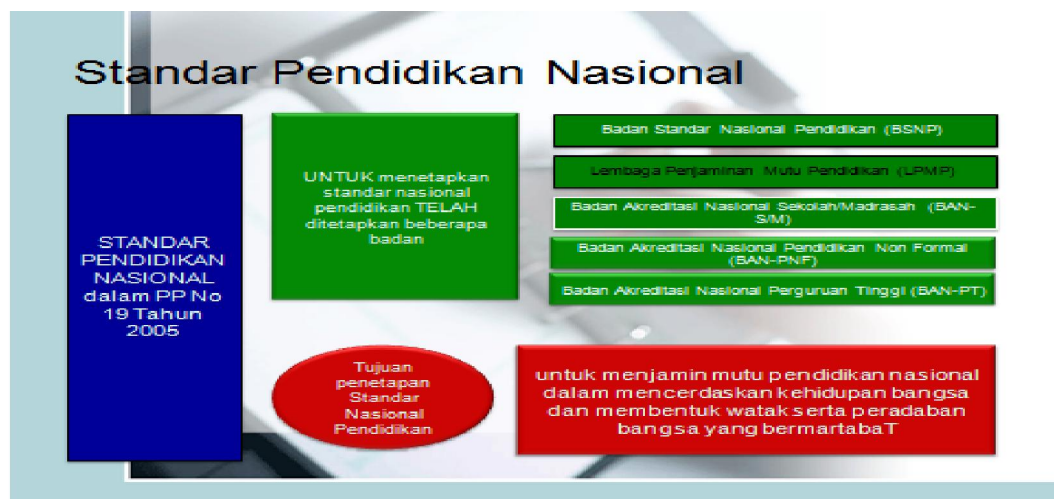 Standar Pendidikan Nasional
STANDAR
PENDIDIKAN
NASIONAL
dalam PP No
19 Tahun
2005
UNTUK menetapkan
standar nasional
pendidikan TELAH
ditetapkan beberapa
badan
Badan Standar Nasional Pendidikan (BSNP)
Lembaga Penjaminan Mutu Pendidikan (LPMP)
Badan Akreditasi Nasional Sekolah/Madrasah (BAN-
S/M)
Badan Akreditasi Nasional Pendidikan Non Formal
(BAN-PNF)
Badan Akreditasi Nasional Perguruan Tinggi (BAN-PT)
Tujuan
penetapan
Standar
Nasional
Pendidikan
untuk menjamin mutu pendidikan nasional
dalam mencerdaskan kehidupan bangsa
dan membentuk watak serta peradaban
bangsa yang bermartabaT